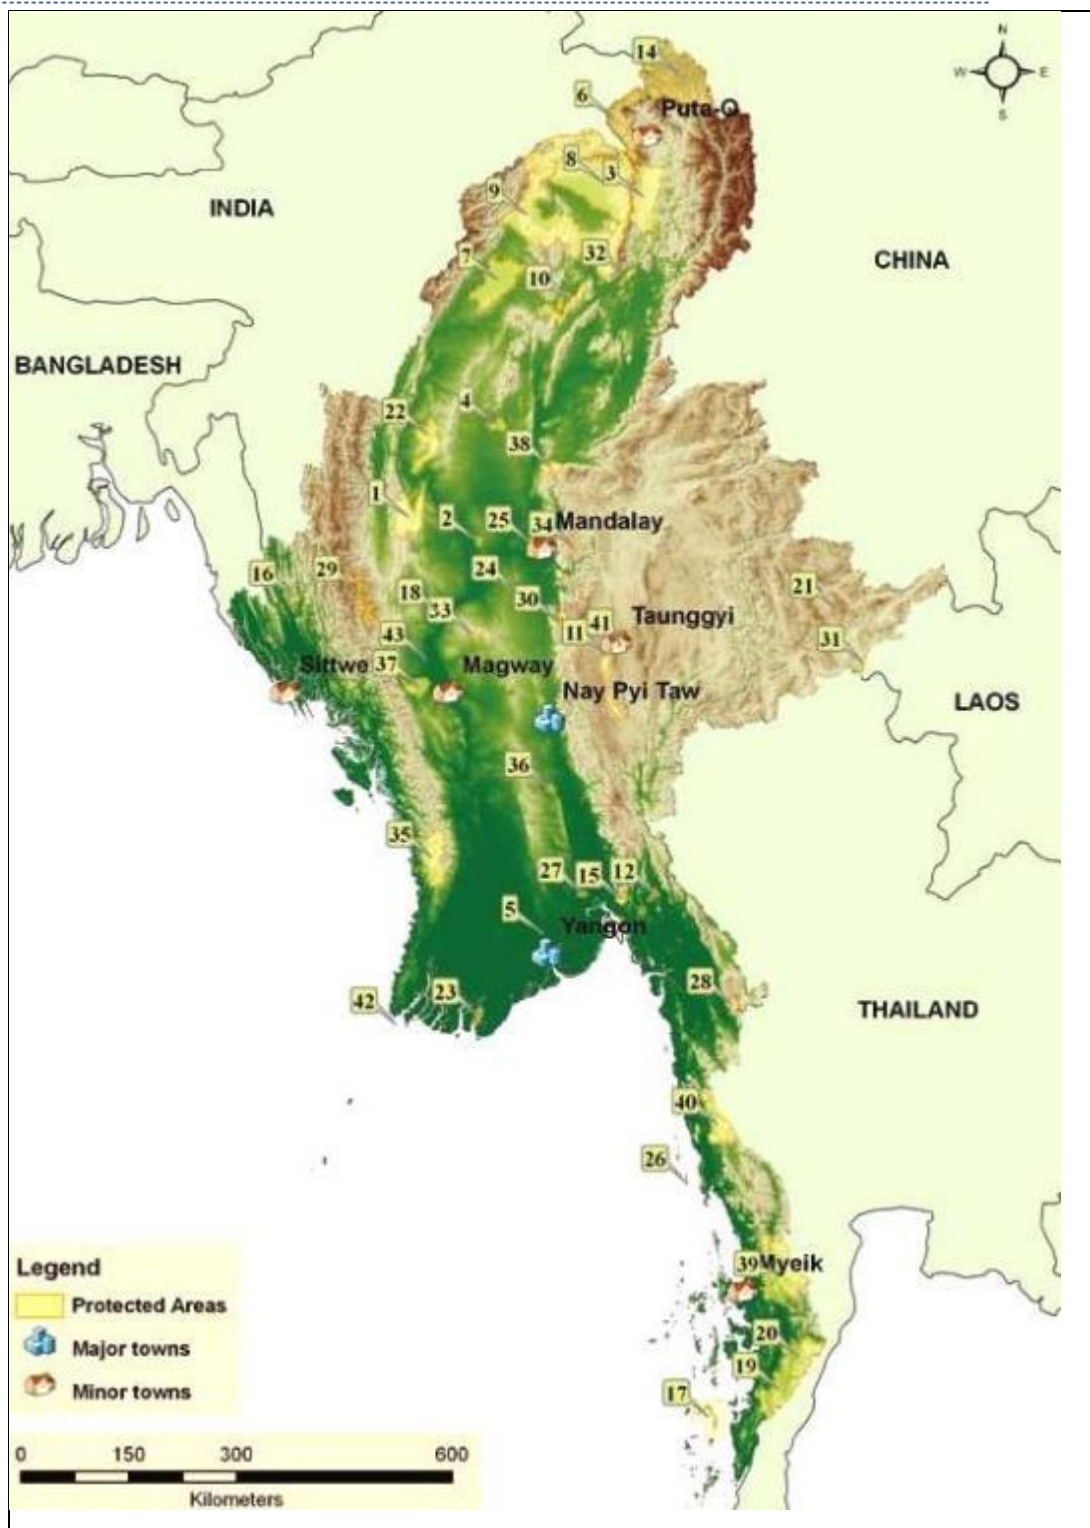 N
W E
S
14
6
Puta-O
8
3
9
INDIA
CHINA
7
32
10
BANGLADESH
22
4
38
1
2
25
34
Mandalay
16
29
24
21
18
30
33
11
41
Taunggyi
43
31
Sittwe
37
Magway
Nay Pyi Taw
LAOS
36
35
27
15
12
5
Yangon
42
23
28
THAILAND
40
26
39
Myeik
Legend
Protected Areas
Major towns
Minor towns
20
19
17
0 150 300 600
Kilometers